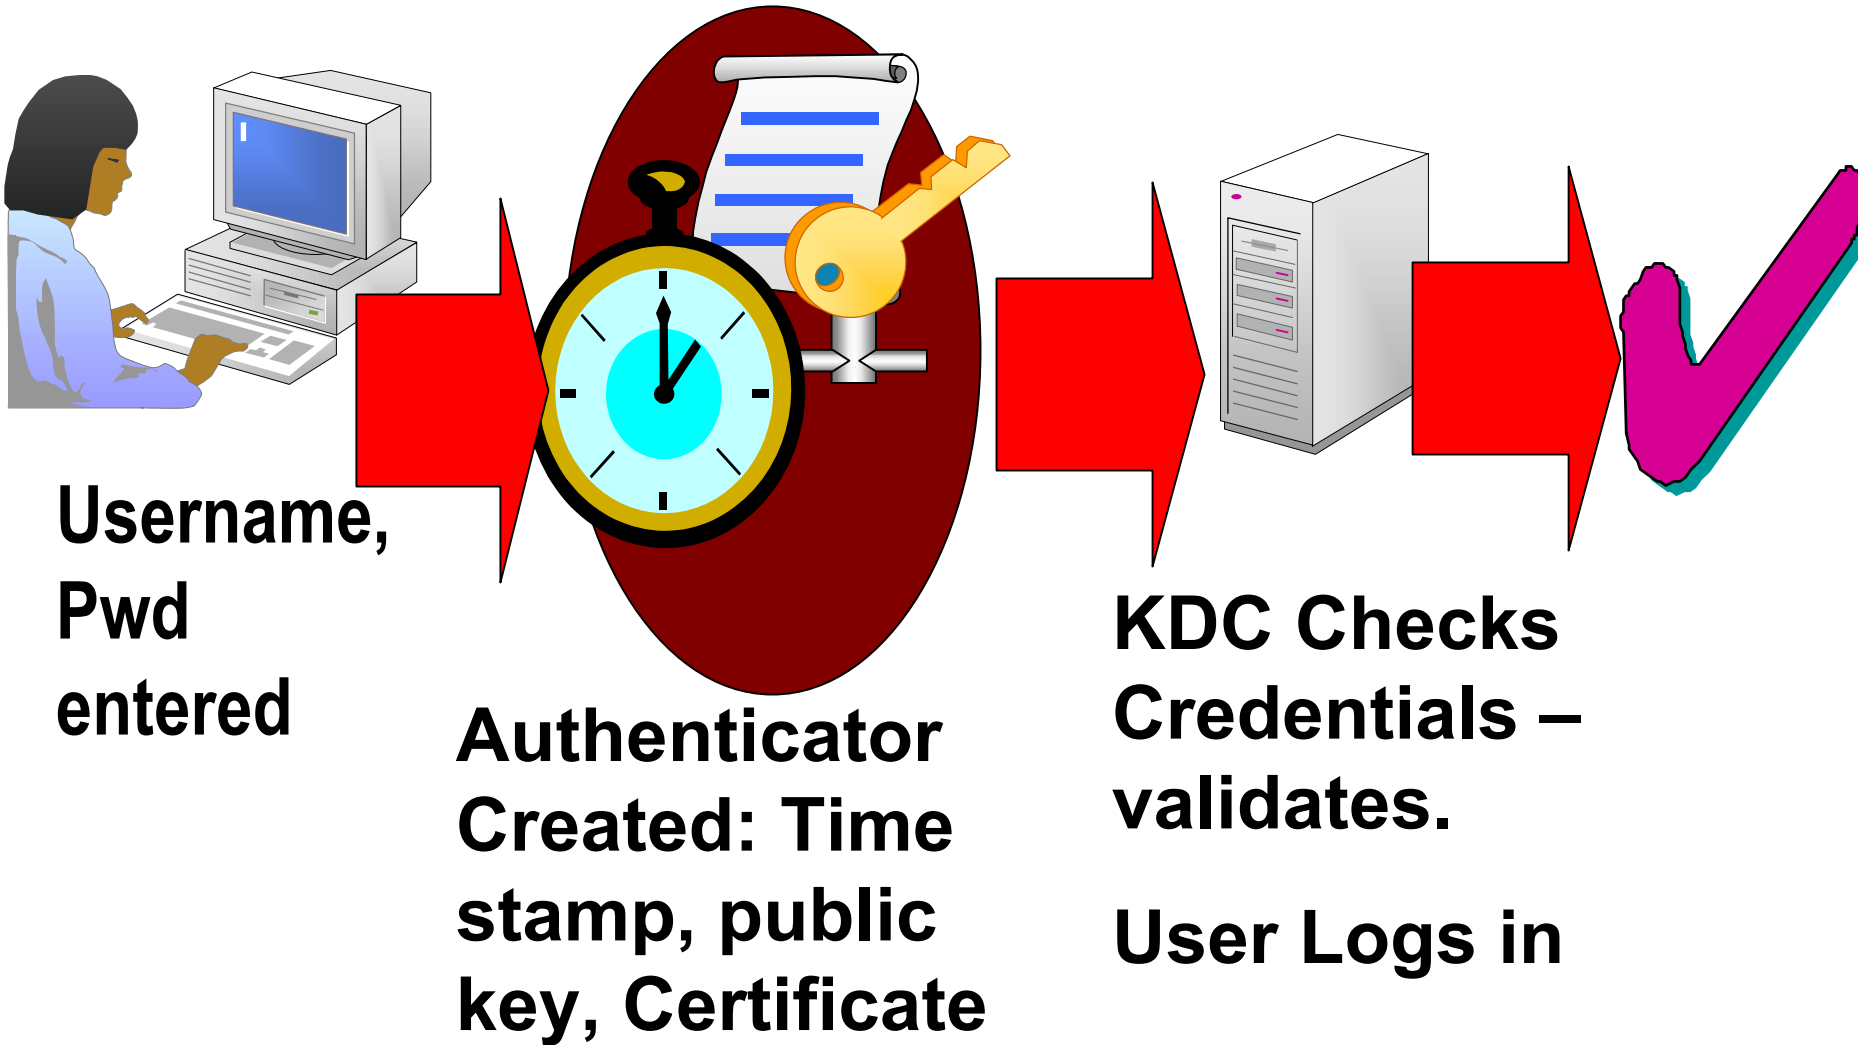 Username,
Pwd
entered
Authenticator
Created: Time
stamp, public
key, Certificate
KDC Checks
Credentials –
validates.
User Logs in